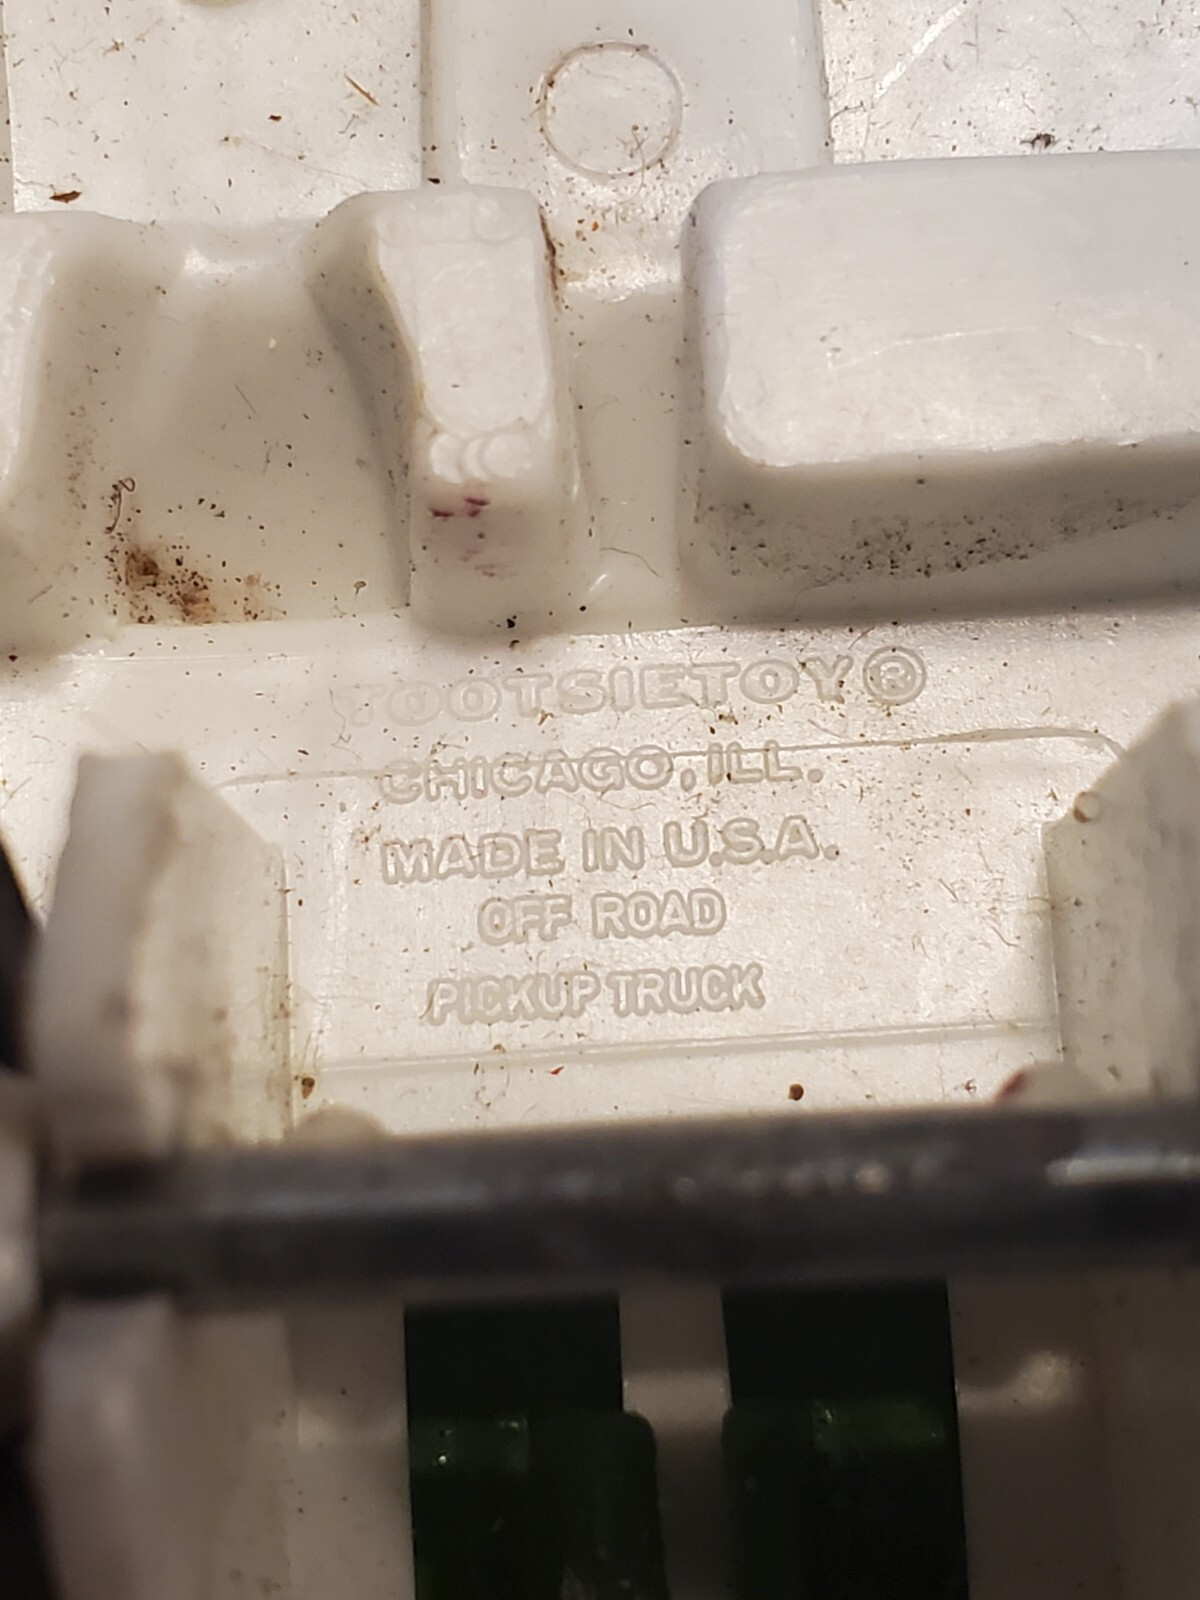 TOOTSIETOY®
CHICAGO, ILL.
MADE IN U.S.A.
OFF ROAD
PICKUP TRUCK